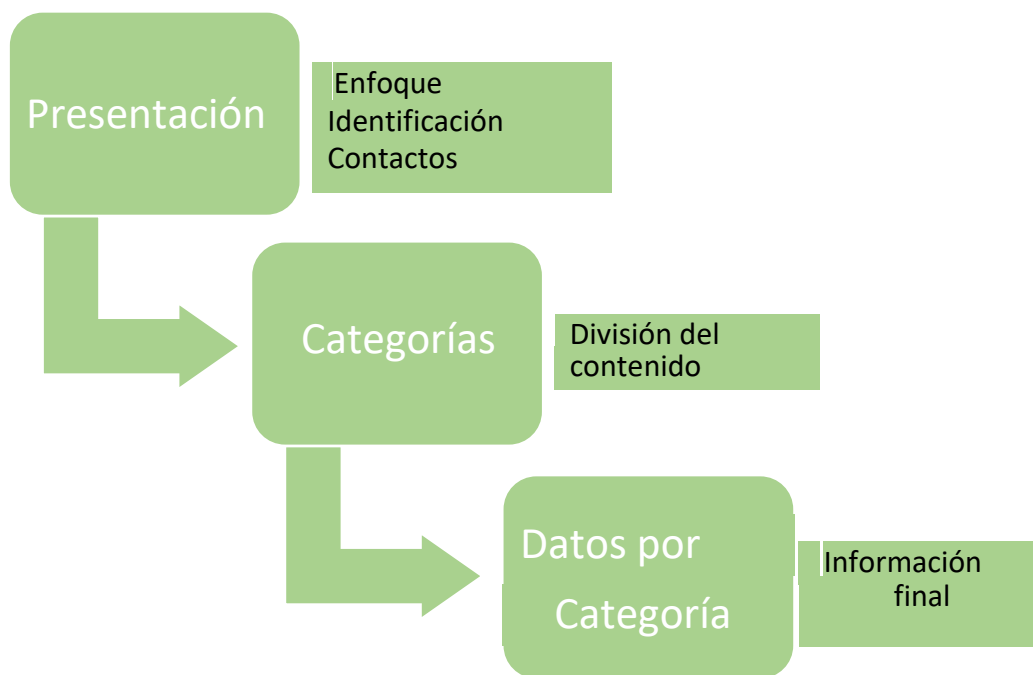 Presentación
Enfoque
Identificación
Contactos
Categorías
División del
contenido
Datos por
Categoría
Información
final